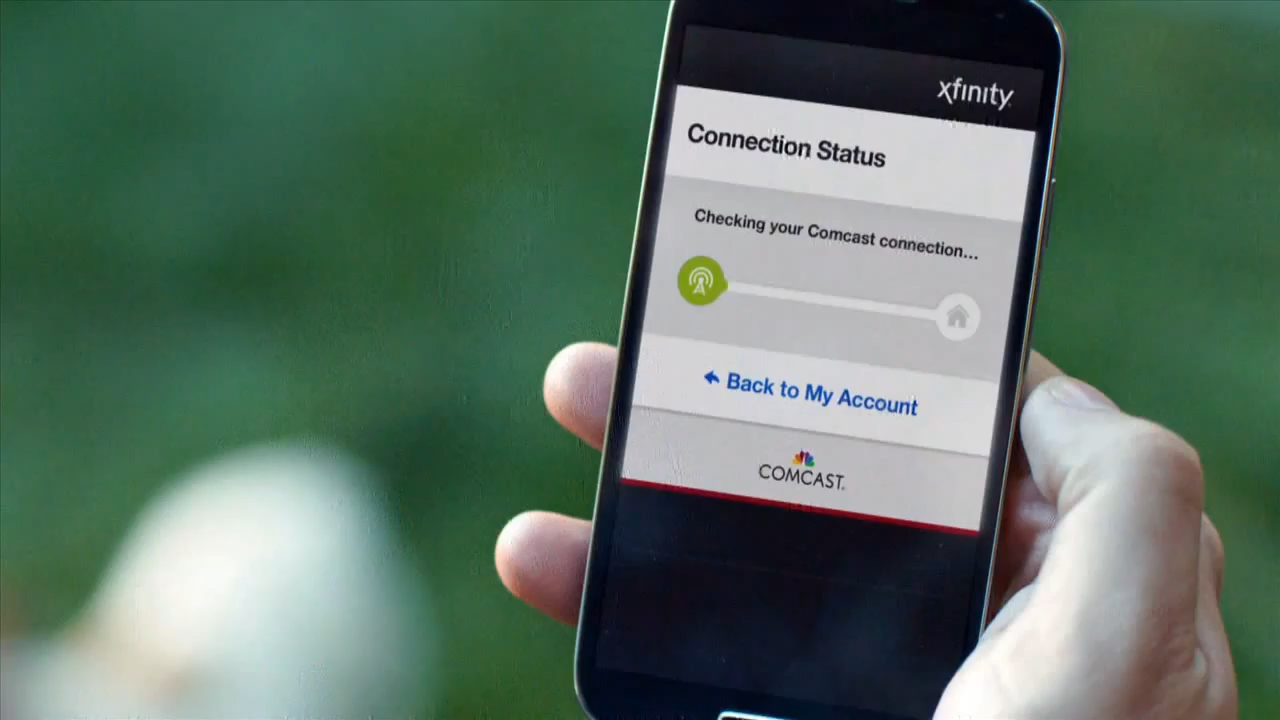 xfinity
Connection Status
Checking your Comcast connection...
Back to My Account
COMCAST